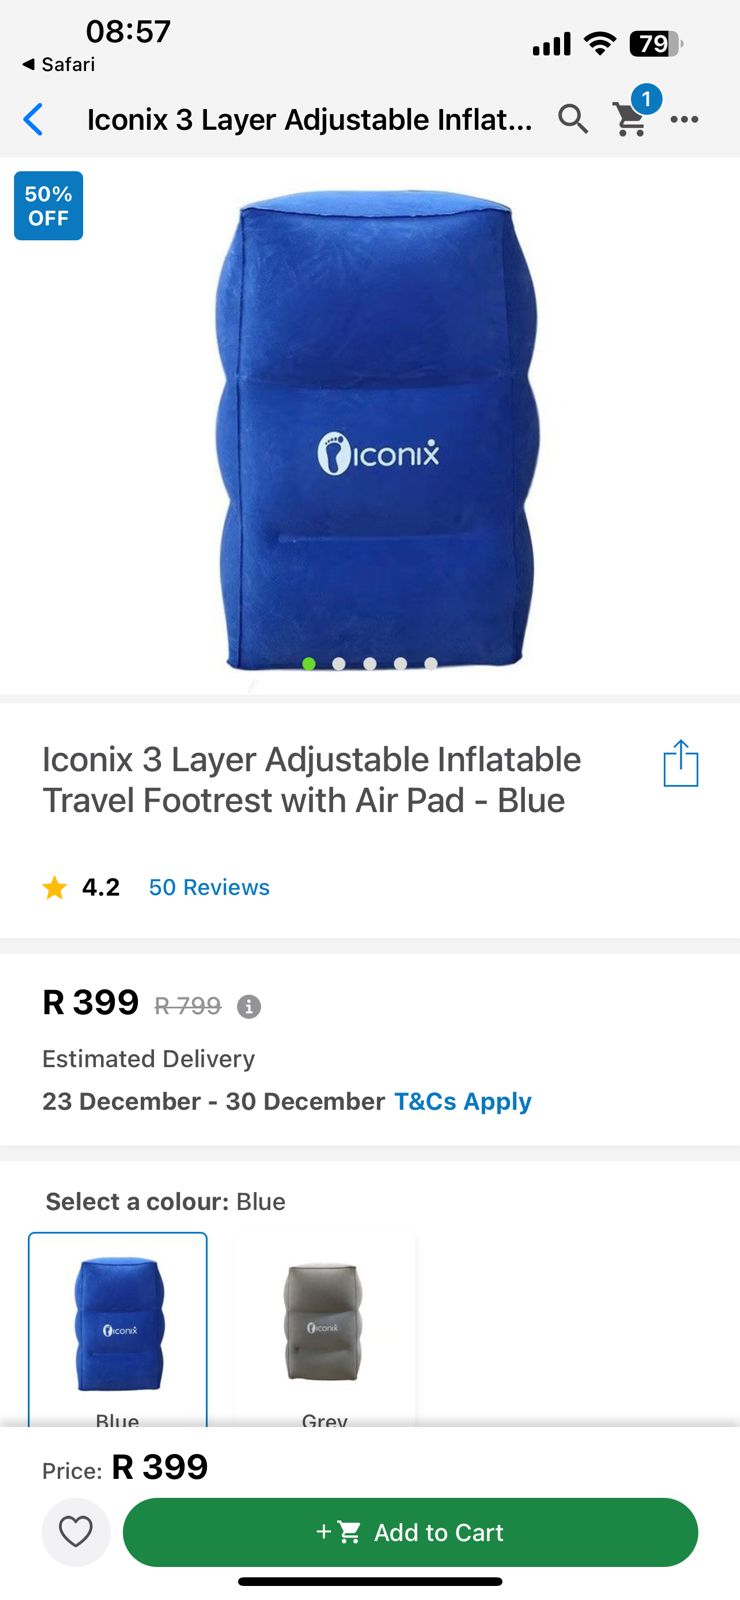 08:57
79
◀ Safari
Iconix 3 Layer Adjustable Inflat...
1
50%
OFF
ICONIX
Iconix 3 Layer Adjustable Inflatable
Travel Footrest with Air Pad - Blue
4.2 50 Reviews
R 399 R 799
Estimated Delivery
23 December - 30 December T&Cs Apply
Select a colour: Blue
ICONIX
ICONIX
Blue
Grey
Price: R 399
+ Add to Cart